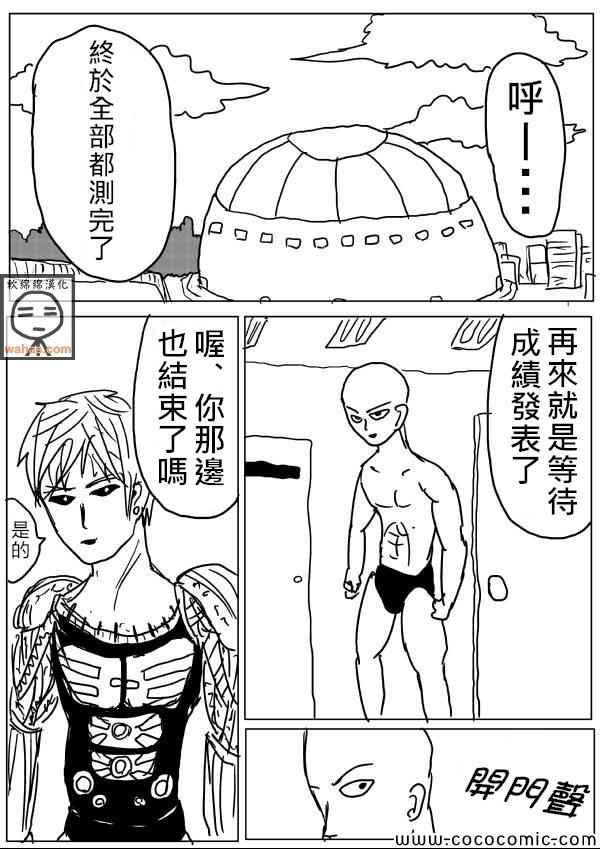 呼ー…
終於全部都測完了
再來就是等待
成績發表了
開門聲
喔、你那邊
也結束了嗎
是的
軟綿綿漢化
wahuo.com
www.cococomic.com